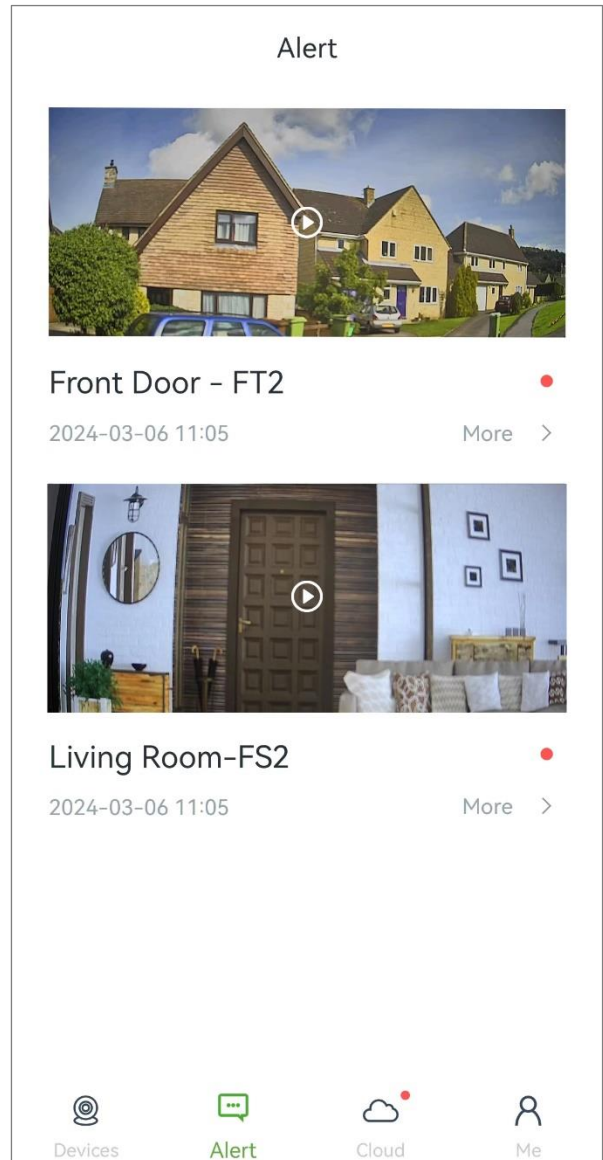 Alert
Front Door - FT2
2024-03-06 11:05 More
Living Room-FS2
2024-03-06 11:05 More
Devices Alert Cloud Me